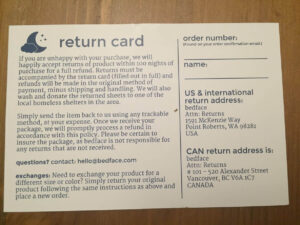 return card
If you are unhappy with your purchase, we will
happily accept returns of product within 100 nights of
purchase for a full refund. Returns must be
accompanied by the return card (filled out in full) and
refunds will be made in the original method of
payment, minus shipping and handling. We will also
wash and donate the returned sheets to one of the
local homeless shelters in the area.
Simply send the item back to us using any trackable
method, at your expense. Once we receive your
package, we will promptly process a refund in
accordance with this policy. Please be certain to
insure the package, as bedface is not responsible for
any returns that are not received.
questions? contact: hello@bedface.com
exchanges: Need to exchange your product for a
different size or color? Simply return your original
product following the same instructions as above and
place a new order.
order number:
(found on your order confirmation email)
name:
US & international
return address:
bedface
Attn: Returns
1591 McKenzie Way
Point Roberts, WA 98281
USA
CAN return address is:
bedface
Attn: Returns
# 101 – 520 Alexander Street
Vancouver, BC V6A 1C7
CANADA